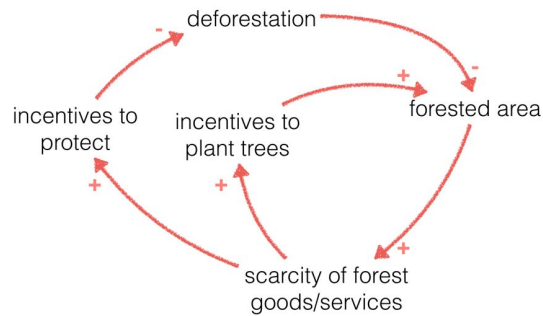 deforestation
-
-
+
forested area
incentives to
protect
incentives to
plant trees
+
+
+
scarcity of forest
goods/services